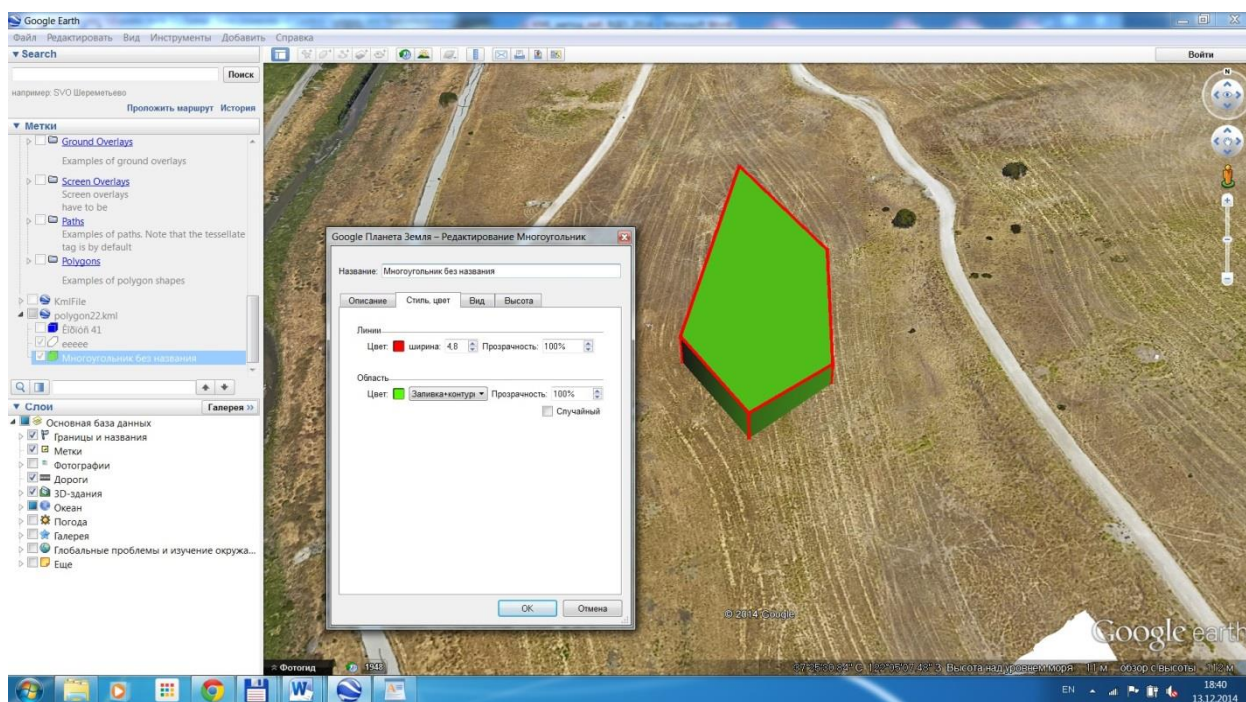 Google Earth
Файл Редактировать Вид Инструменты Добавить Справка
Search
Войти
Поиск
например: SVO Шереметьево
Проложить маршрут История
Метки
Ground Overlays
Examples of ground overlays
Screen Overlays
Screen overlays
have to be
Paths
Examples of paths. Note that the tessellate
tag is by default
Polygons
Examples of polygon shapes
KmlFile
polygon22.kml
Êîðïóñ 41
eeeee
Многоугольник без названия
Слои
Галерея »
Основная база данных
Границы и названия
Метки
Фотографии
Дороги
3D-здания
Океан
Погода
Галерея
Глобальные проблемы и изучение окружа...
Еще
Google Планета Земля – Редактирование Многоугольник
Название: Многоугольник без названия
Описание Стиль, цвет Вид Высота
Линии
Цвет: ширина: 4,8 Прозрачность: 100%
Область
Цвет: Заливка+контуры Прозрачность: 100%
Случайный
OK Отмена
N
© 2014 Google
Google earth
Фотогид 1948
Высота над уровнем моря 11 м обзор с высоты
EN 18:40
13.12.2014